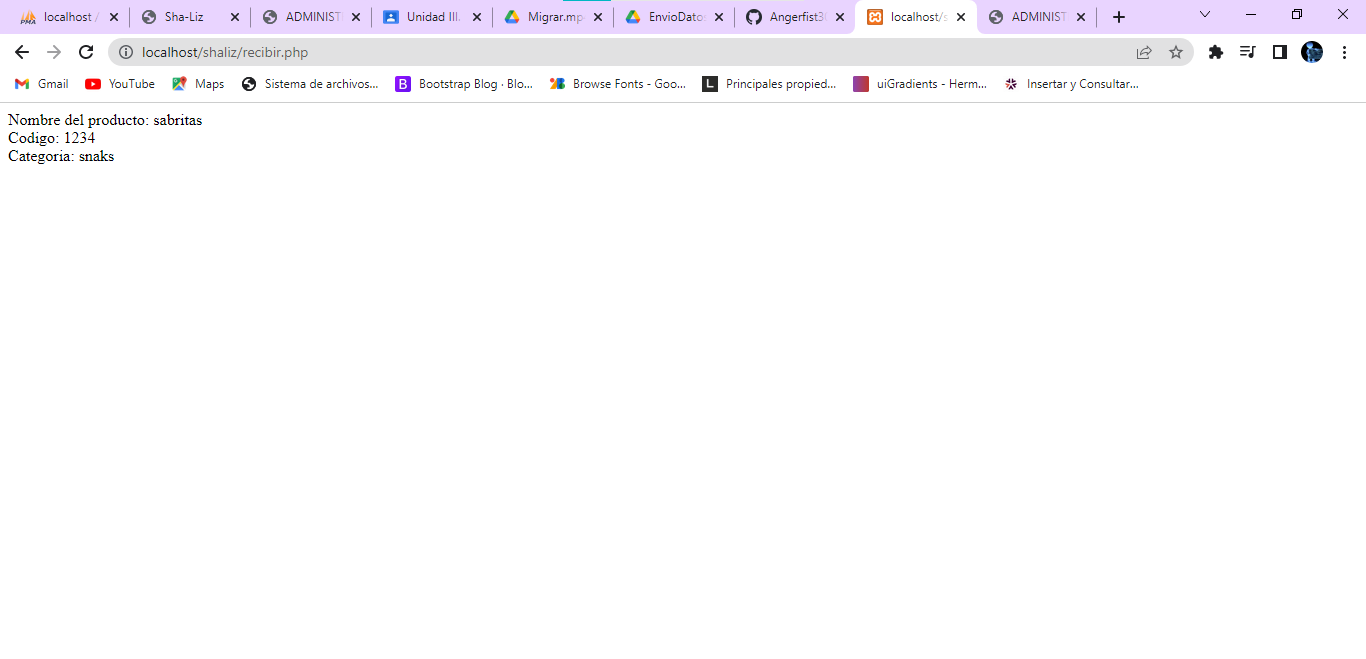 localhost / Sha-Liz ADMINIST Unidad III. Migrar.mp EnvioDato Angerfist3 localhost/s ADMINIST
localhost/shaliz/recibir.php
Gmail YouTube Maps Sistema de archivos... Bootstrap Blog · Blo... Browse Fonts - Goo... Principales propied... uiGradients - Herm... Insertar y Consultar...
Nombre del producto: sabritas
Codigo: 1234
Categoria: snaks